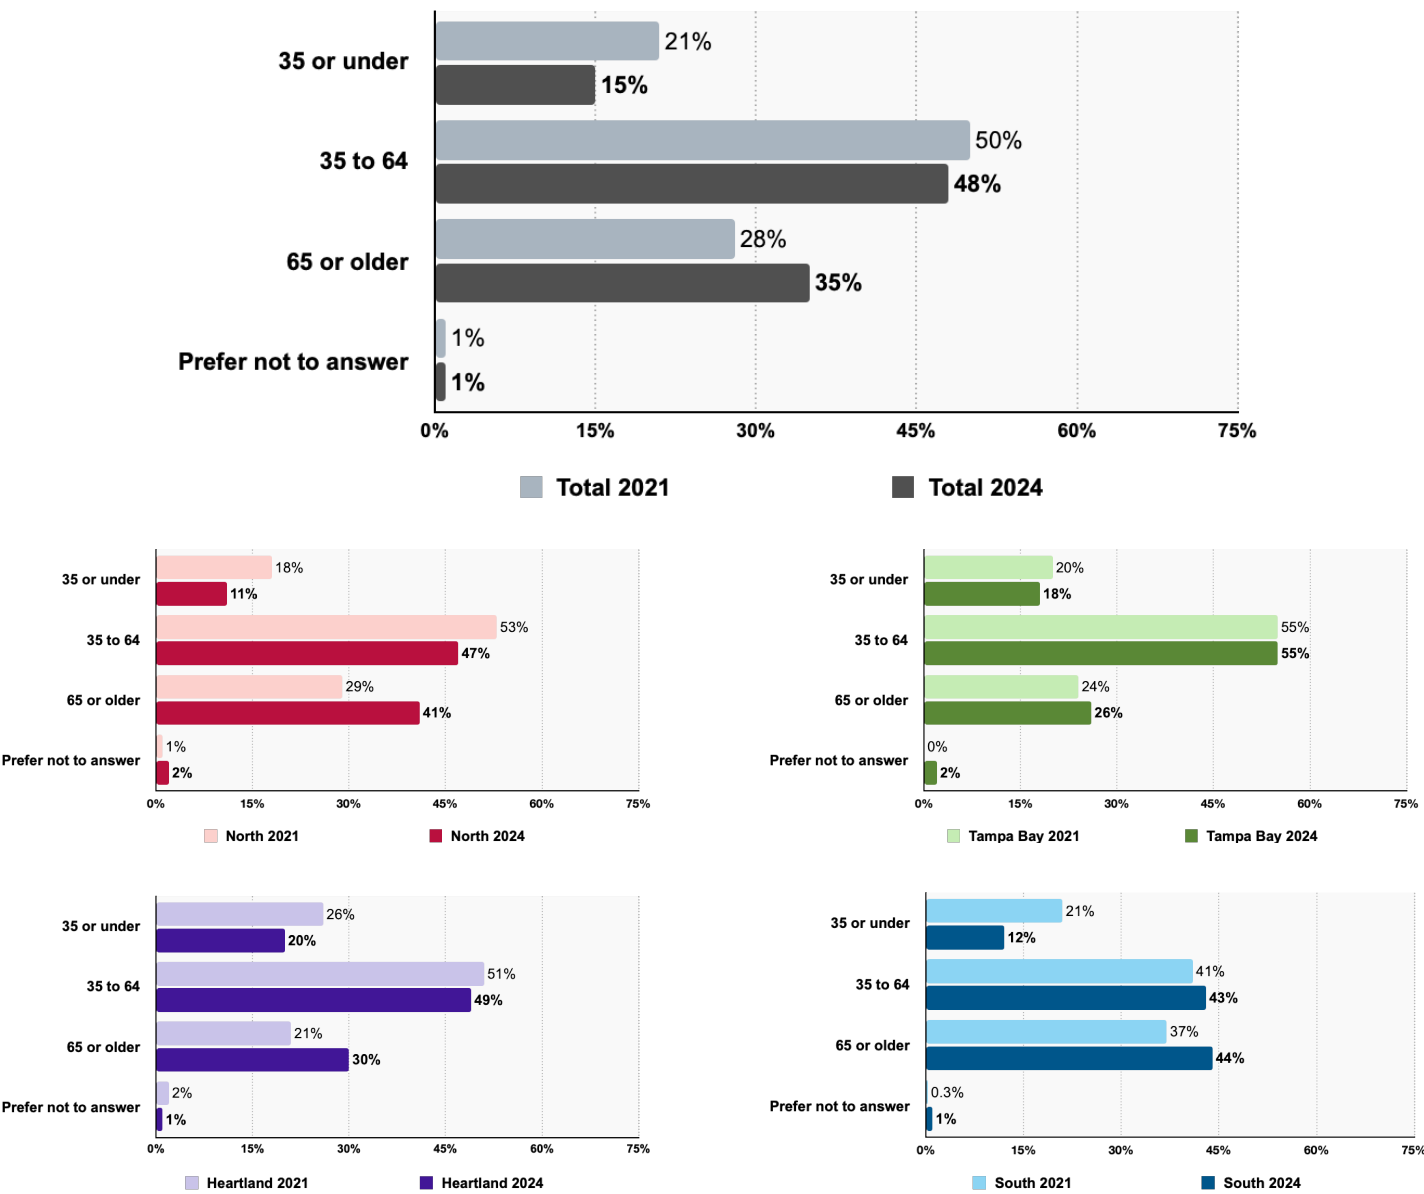 35 or under
21%
15%
35 to 64
50%
48%
65 or older
28%
35%
Prefer not to answer
1%
1%
0% 15% 30% 45% 60% 75%
Total 2021 Total 2024
35 or under
18%
11%
35 to 64
53%
47%
65 or older
29%
41%
Prefer not to answer
1%
2%
0% 15% 30% 45% 60% 75%
North 2021 North 2024
35 or under
20%
18%
35 to 64
55%
55%
65 or older
24%
26%
Prefer not to answer
0%
2%
0% 15% 30% 45% 60% 75%
Tampa Bay 2021 Tampa Bay 2024
35 or under
26%
20%
35 to 64
51%
49%
65 or older
21%
30%
Prefer not to answer
2%
1%
0% 15% 30% 45% 60% 75%
Heartland 2021 Heartland 2024
35 or under
21%
12%
35 to 64
41%
43%
65 or older
37%
44%
Prefer not to answer
0.3%
1%
0% 15% 30% 45% 60% 75%
South 2021 South 2024